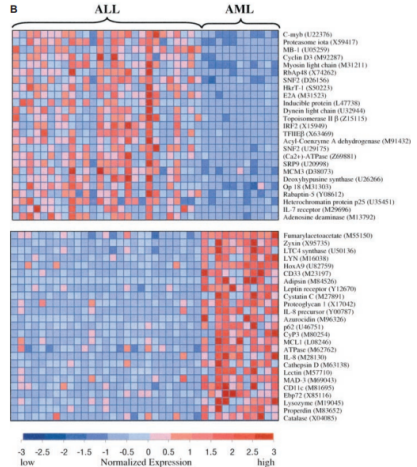 B
ALL
AML
C-myb (U22376)
Proteasome iota (X59417)
MB-1 (U05259)
Cyclin D3 (M92287)
Myosin light chain (M31211)
RbAp48 (X74262)
SNF2 (D26156)
HkrT-1 (S50223)
E2A (M31523)
Inducible protein (L47738)
Dynein light chain (U32944)
Topoisomerase II β (Z15115)
IRF2 (X15949)
TFIIEβ (X63469)
Acyl-Coenzyme A dehydrogenase (M91432)
SNF2 (U29175)
(Ca2+)-ATPase (Z69881)
SRP9 (U20998)
MCM3 (D38073)
Deoxyhypusine synthase (U26266)
Op 18 (M31303)
Rabaptin-5 (Y08612)
Heterochromatin protein p25 (U35451)
IL-7 receptor (M29696)
Adenosine deaminase (M13792)
Fumarylacetoacetate (M55150)
Zyxin (X95735)
LTC4 synthase (U50136)
LYN (M16038)
HoxA9 (U82759)
CD33 (M23197)
Adipsin (M84526)
Leptin receptor (Y12670)
Cystatin C (M27891)
Proteoglycan 1 (X17042)
IL-8 precursor (Y00787)
Azurocidin (M96326)
p62 (U46751)
CyP3 (M80254)
MCL1 (L08246)
ATPase (M62762)
IL-8 (M28130)
Cathepsin D (M63138)
Lectin (M57710)
MAD-3 (M69043)
CD11c (M81695)
Ebp72 (X85116)
Lysozyme (M19045)
Properdin (M83652)
Catalase (X04085)
-3 -2.5 -2 -1.5 -1 -0.5 0 0.5 1 1.5 2 2.5 3
low Normalized Expression high